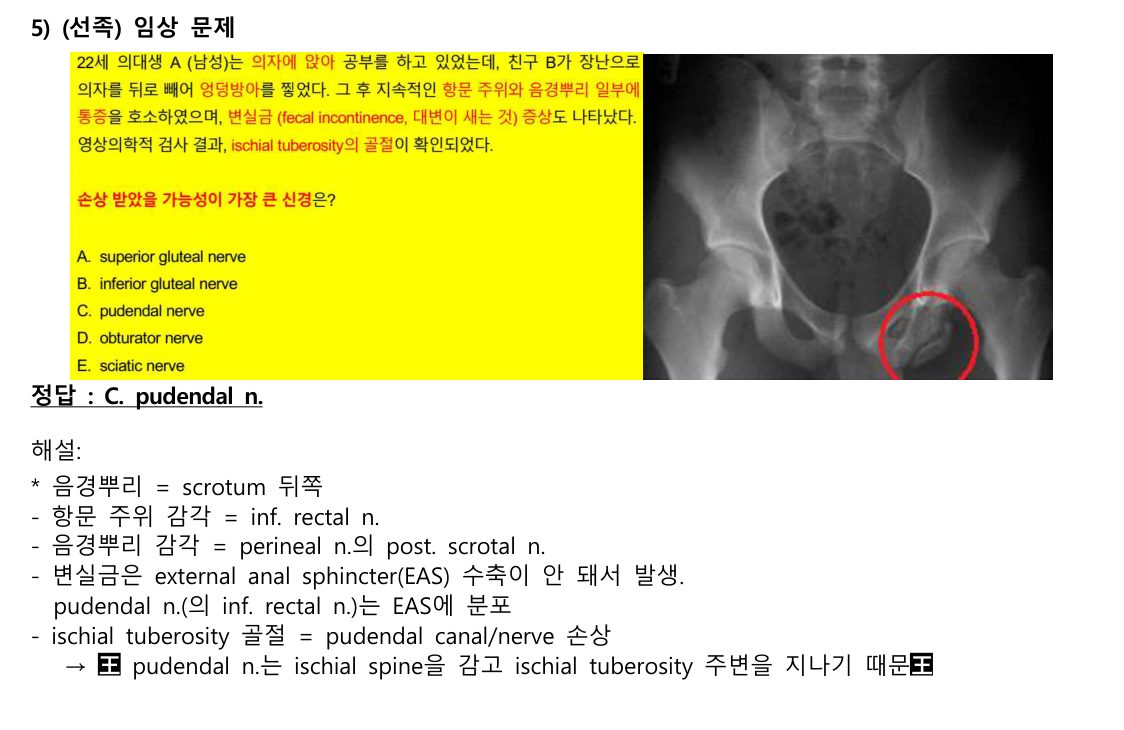 5) (선족) 임상 문제
22세 의대생 A (남성)는 의자에 앉아 공부를 하고 있었는데, 친구 B가 장난으로
의자를 뒤로 빼어 엉덩방아를 찧었다. 그 후 지속적인 항문 주위와 음경뿌리 일부에
통증을 호소하였으며, 변실금 (fecal incontinence, 대변이 새는 것) 증상도 나타났다.
영상의학적 검사 결과, ischial tuberosity의 골절이 확인되었다.
손상 받았을 가능성이 가장 큰 신경은?
A. superior gluteal nerve
B. inferior gluteal nerve
C. pudendal nerve
D. obturator nerve
E. sciatic nerve
정답 : C. pudendal n.
해설:
* 음경뿌리 = scrotum 뒤쪽
- 항문 주위 감각 = inf. rectal n.
- 음경뿌리 감각 = perineal n.의 post. scrotal n.
- 변실금은 external anal sphincter(EAS) 수축이 안 돼서 발생.
pudendal n.(의 inf. rectal n.)는 EAS에 분포
- ischial tuberosity 골절 = pudendal canal/nerve 손상
→ 王 pudendal n.는 ischial spine을 감고 ischial tuberosity 주변을 지나기 때문王